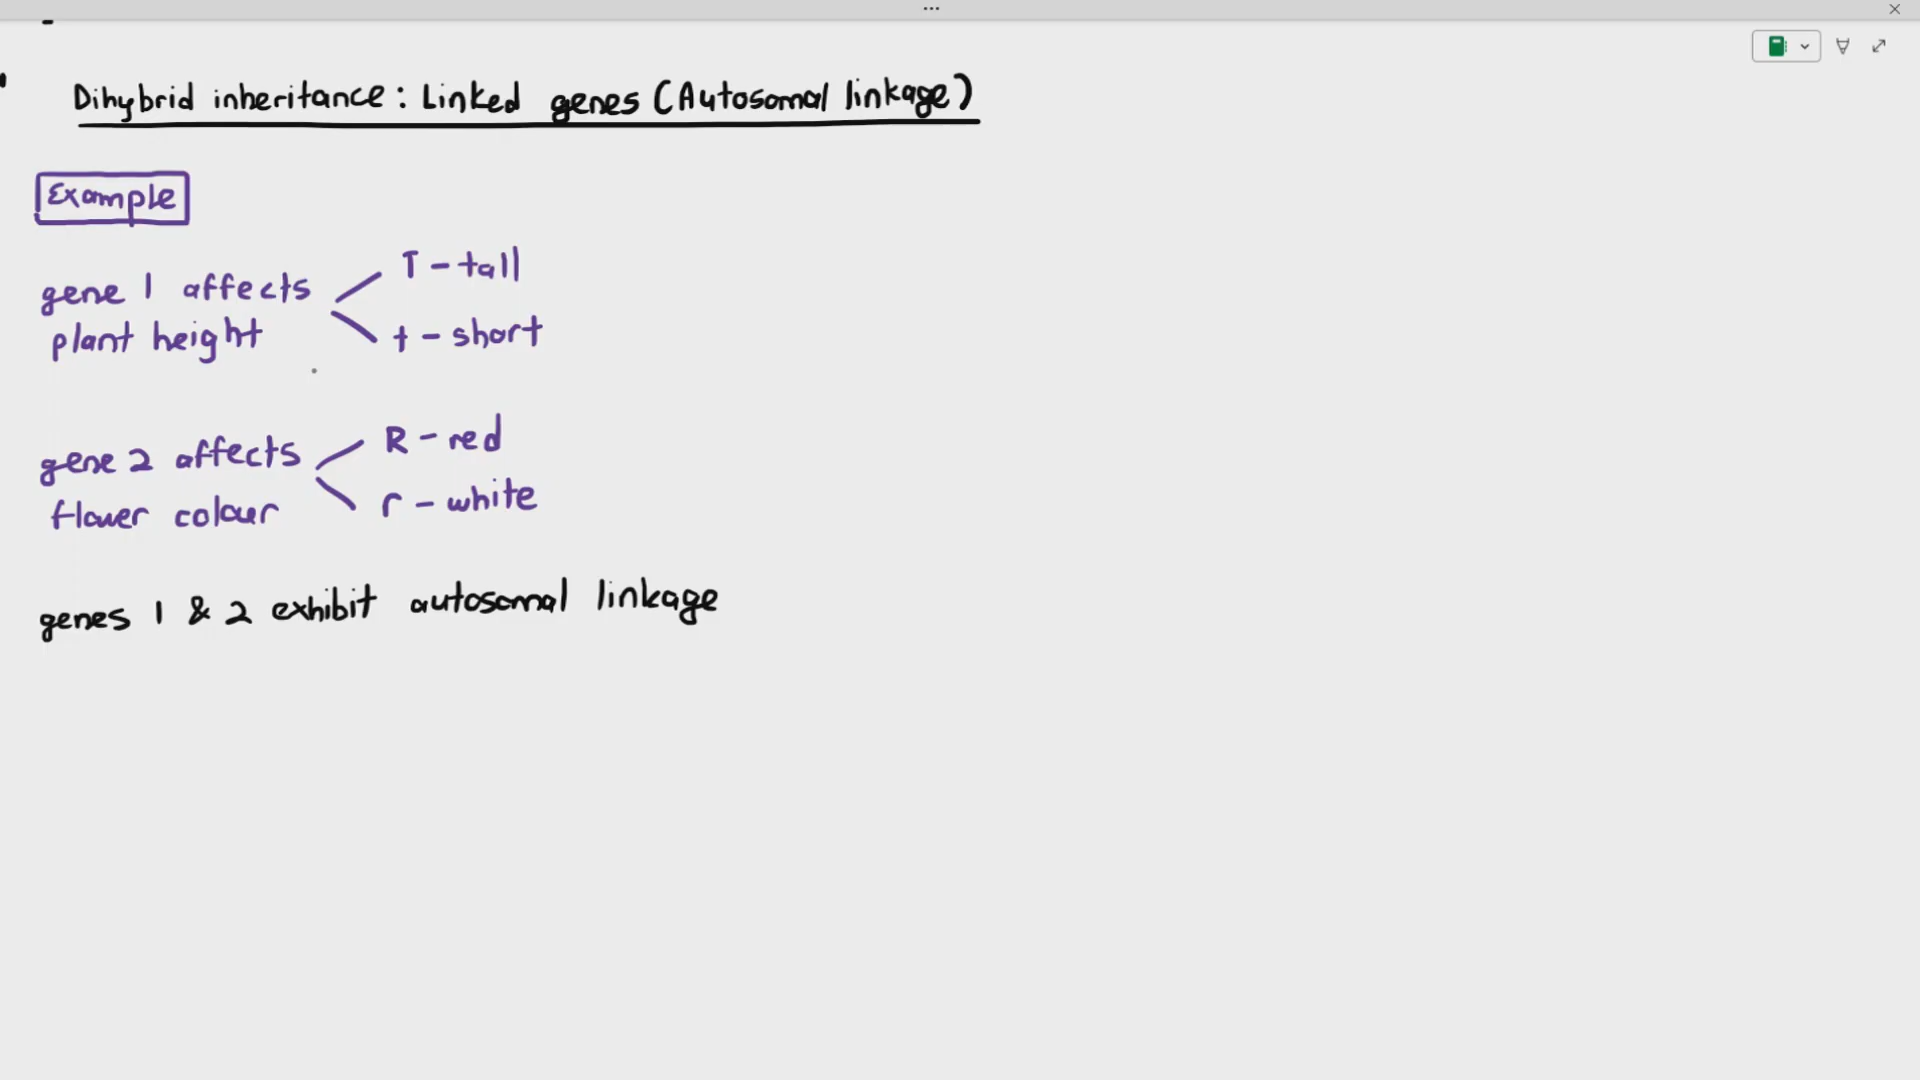 Dihybrid inheritance: Linked genes (Autosomal linkage)
Example
gene 1 affects
plant height
T - tall
t - short
gene 2 affects
flower colour
R - red
r - white
genes 1 & 2 exhibit autosomal linkage